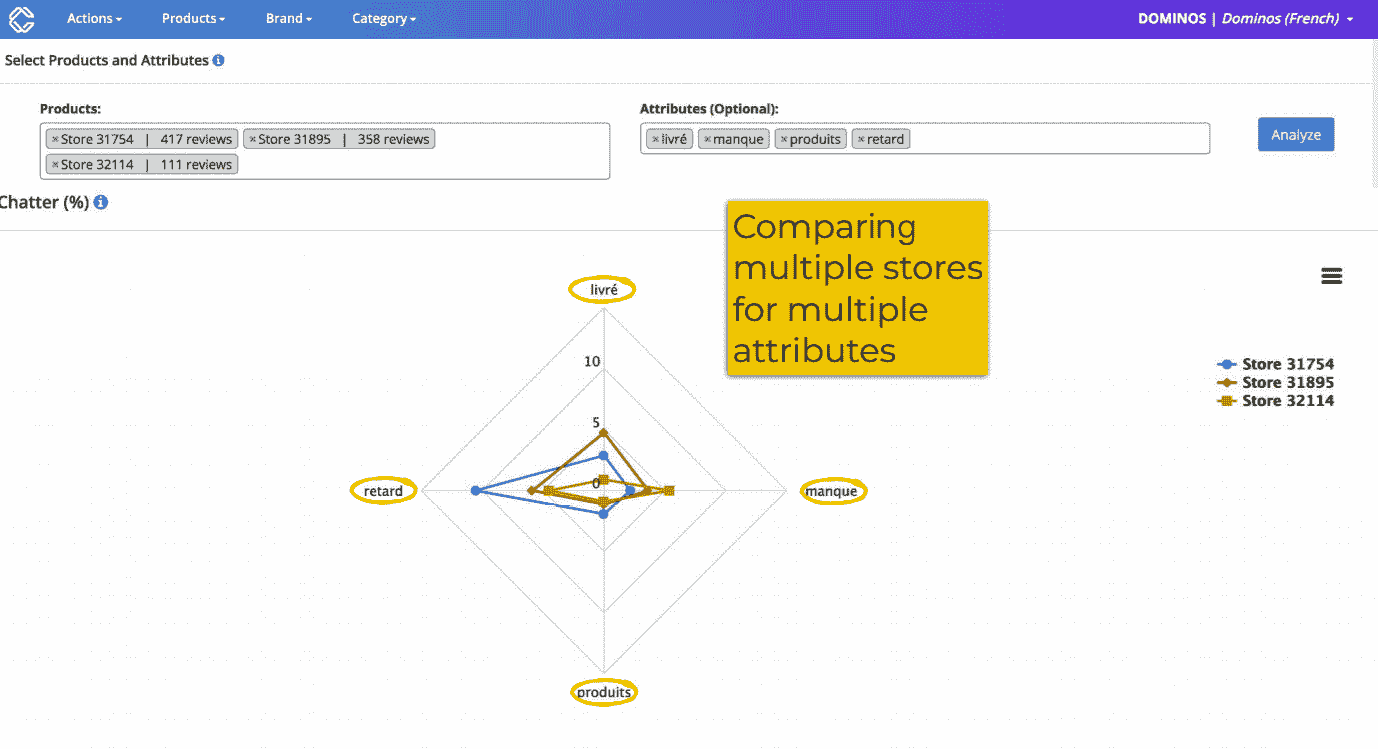 Actions Products Brand Category DOMINOS | Dominos (French)
Select Products and Attributes
Products: Attributes (Optional):
×Store 31754 | 417 reviews ×Store 31895 | 358 reviews ×livré ×manque ×produits ×retard Analyze
×Store 32114 | 111 reviews
Chatter (%)
Comparing
multiple stores
for multiple
attributes
livré
10
5
0
retard
manque
produits
Store 31754
Store 31895
Store 32114